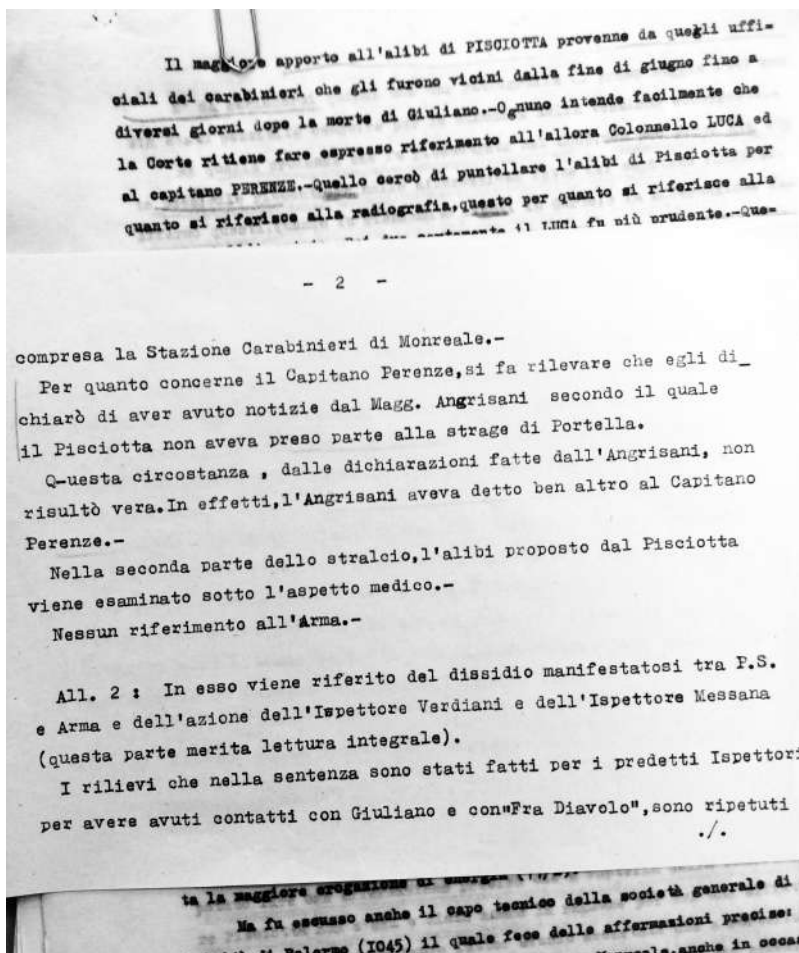 Il maggiore apporto all'alibi di PISCIOTTA provenne da quegli uffi-
ciali dei carabinieri che gli furono vicini dalla fine di giugno fino a
diversi giorni dopo la morte di Giuliano.-Ognuno intende facilmente che
la Corte ritiene fare espresso riferimento all'allora Colonnello LUCA ed
al capitano PERENZE.-Quello cercò di puntellare l'alibi di Pisciotta per
quanto si riferisce alla radiografia,questo per quanto si riferisce alla
il LUCA fu più prudente.-Que-
- 2 -
compresa la Stazione Carabinieri di Monreale.-
Per quanto concerne il Capitano Perenze,si fa rilevare che egli di_
chiarò di aver avuto notizie dal Magg. Angrisani secondo il quale
il Pisciotta non aveva preso parte alla strage di Portella.
Q-uesta circostanza , dalle dichiarazioni fatte dall'Angrisani, non
risultò vera.In effetti,l'Angrisani aveva detto ben altro al Capitano
Perenze.-
Nella seconda parte dello stralcio,l'alibi proposto dal Pisciotta
viene esaminato sotto l'aspetto medico.-
Nessun riferimento all'Arma.-
All. 2 : In esso viene riferito del dissidio manifestatosi tra P.S.
e Arma e dell'azione dell'Ispettore Verdiani e dell'Ispettore Messana
(questa parte merita lettura integrale).
I rilievi che nella sentenza sono stati fatti per i predetti Ispettori
per avere avuti contatti con Giuliano e con"Fra Diavolo",sono ripetuti
./.
ta la maggiore erogazione di
Ma fu escusso anche il capo tecnico della società generale di
di Palermo (1045) il quale fece delle affermazioni precise:
anche in occas